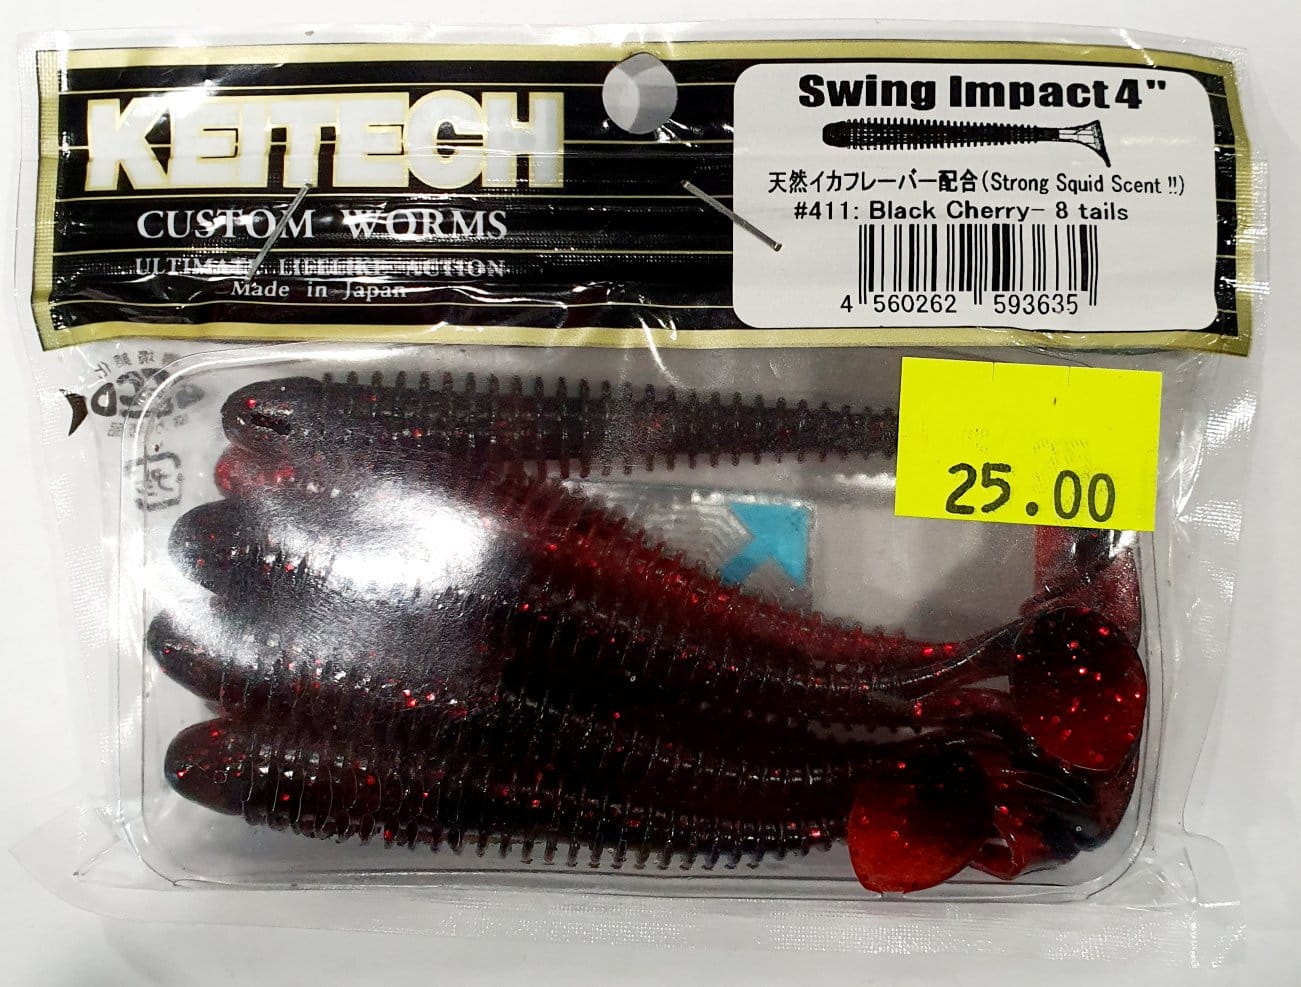 KEITECH
CUSTOM WORMS
ULTIMATE LIFELIKE ACTION
Made in Japan
Swing Impact 4"
天然イカフレーバー配合(Strong Squid Scent !!)
#411: Black Cherry- 8 tails
4 560262 593635
25.00